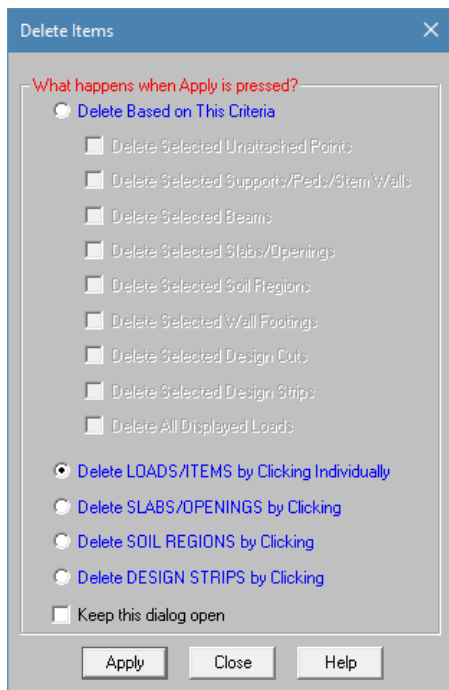 Delete Items
What happens when Apply is pressed?
Delete Based on This Criteria
Delete Selected Unattached Points
Delete Selected Supports/Peds/Stem Walls
Delete Selected Beams
Delete Selected Slabs/Openings
Delete Selected Soil Regions
Delete Selected Wall Footings
Delete Selected Design Cuts
Delete Selected Design Strips
Delete All Displayed Loads
Delete LOADS/ITEMS by Clicking Individually
Delete SLABS/OPENINGS by Clicking
Delete SOIL REGIONS by Clicking
Delete DESIGN STRIPS by Clicking
Keep this dialog open
Apply Close Help